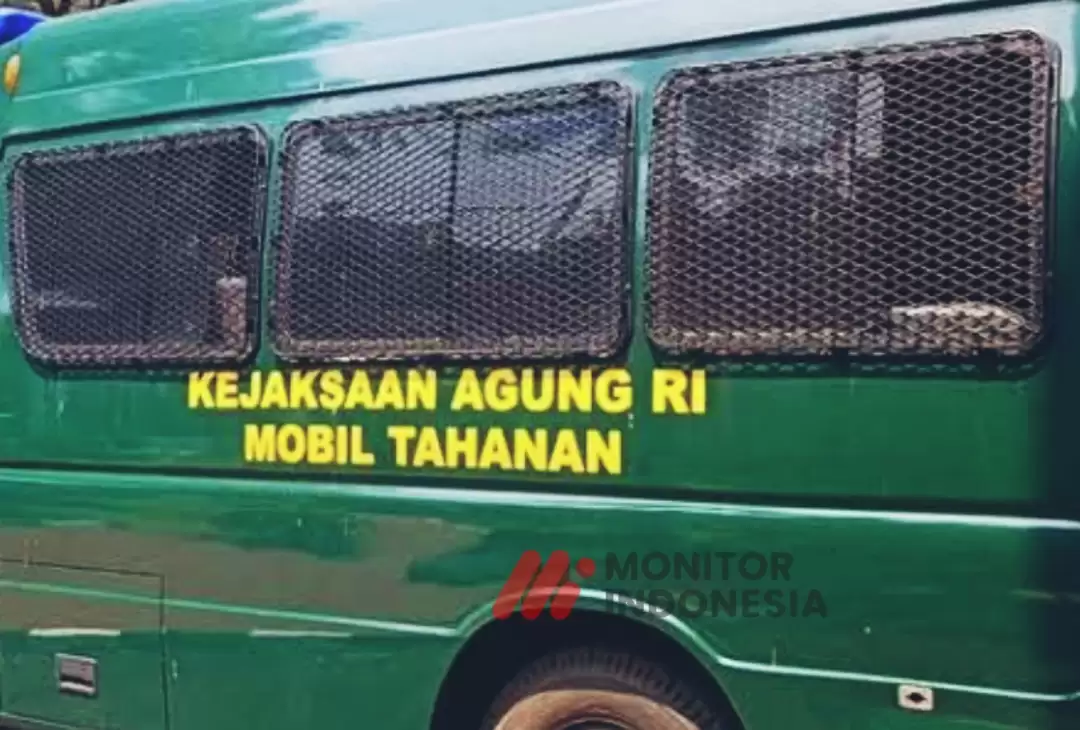 KEJAKSAAN AGUNG RI
MOBIL TAHANAN
MONITOR
INDONESIA